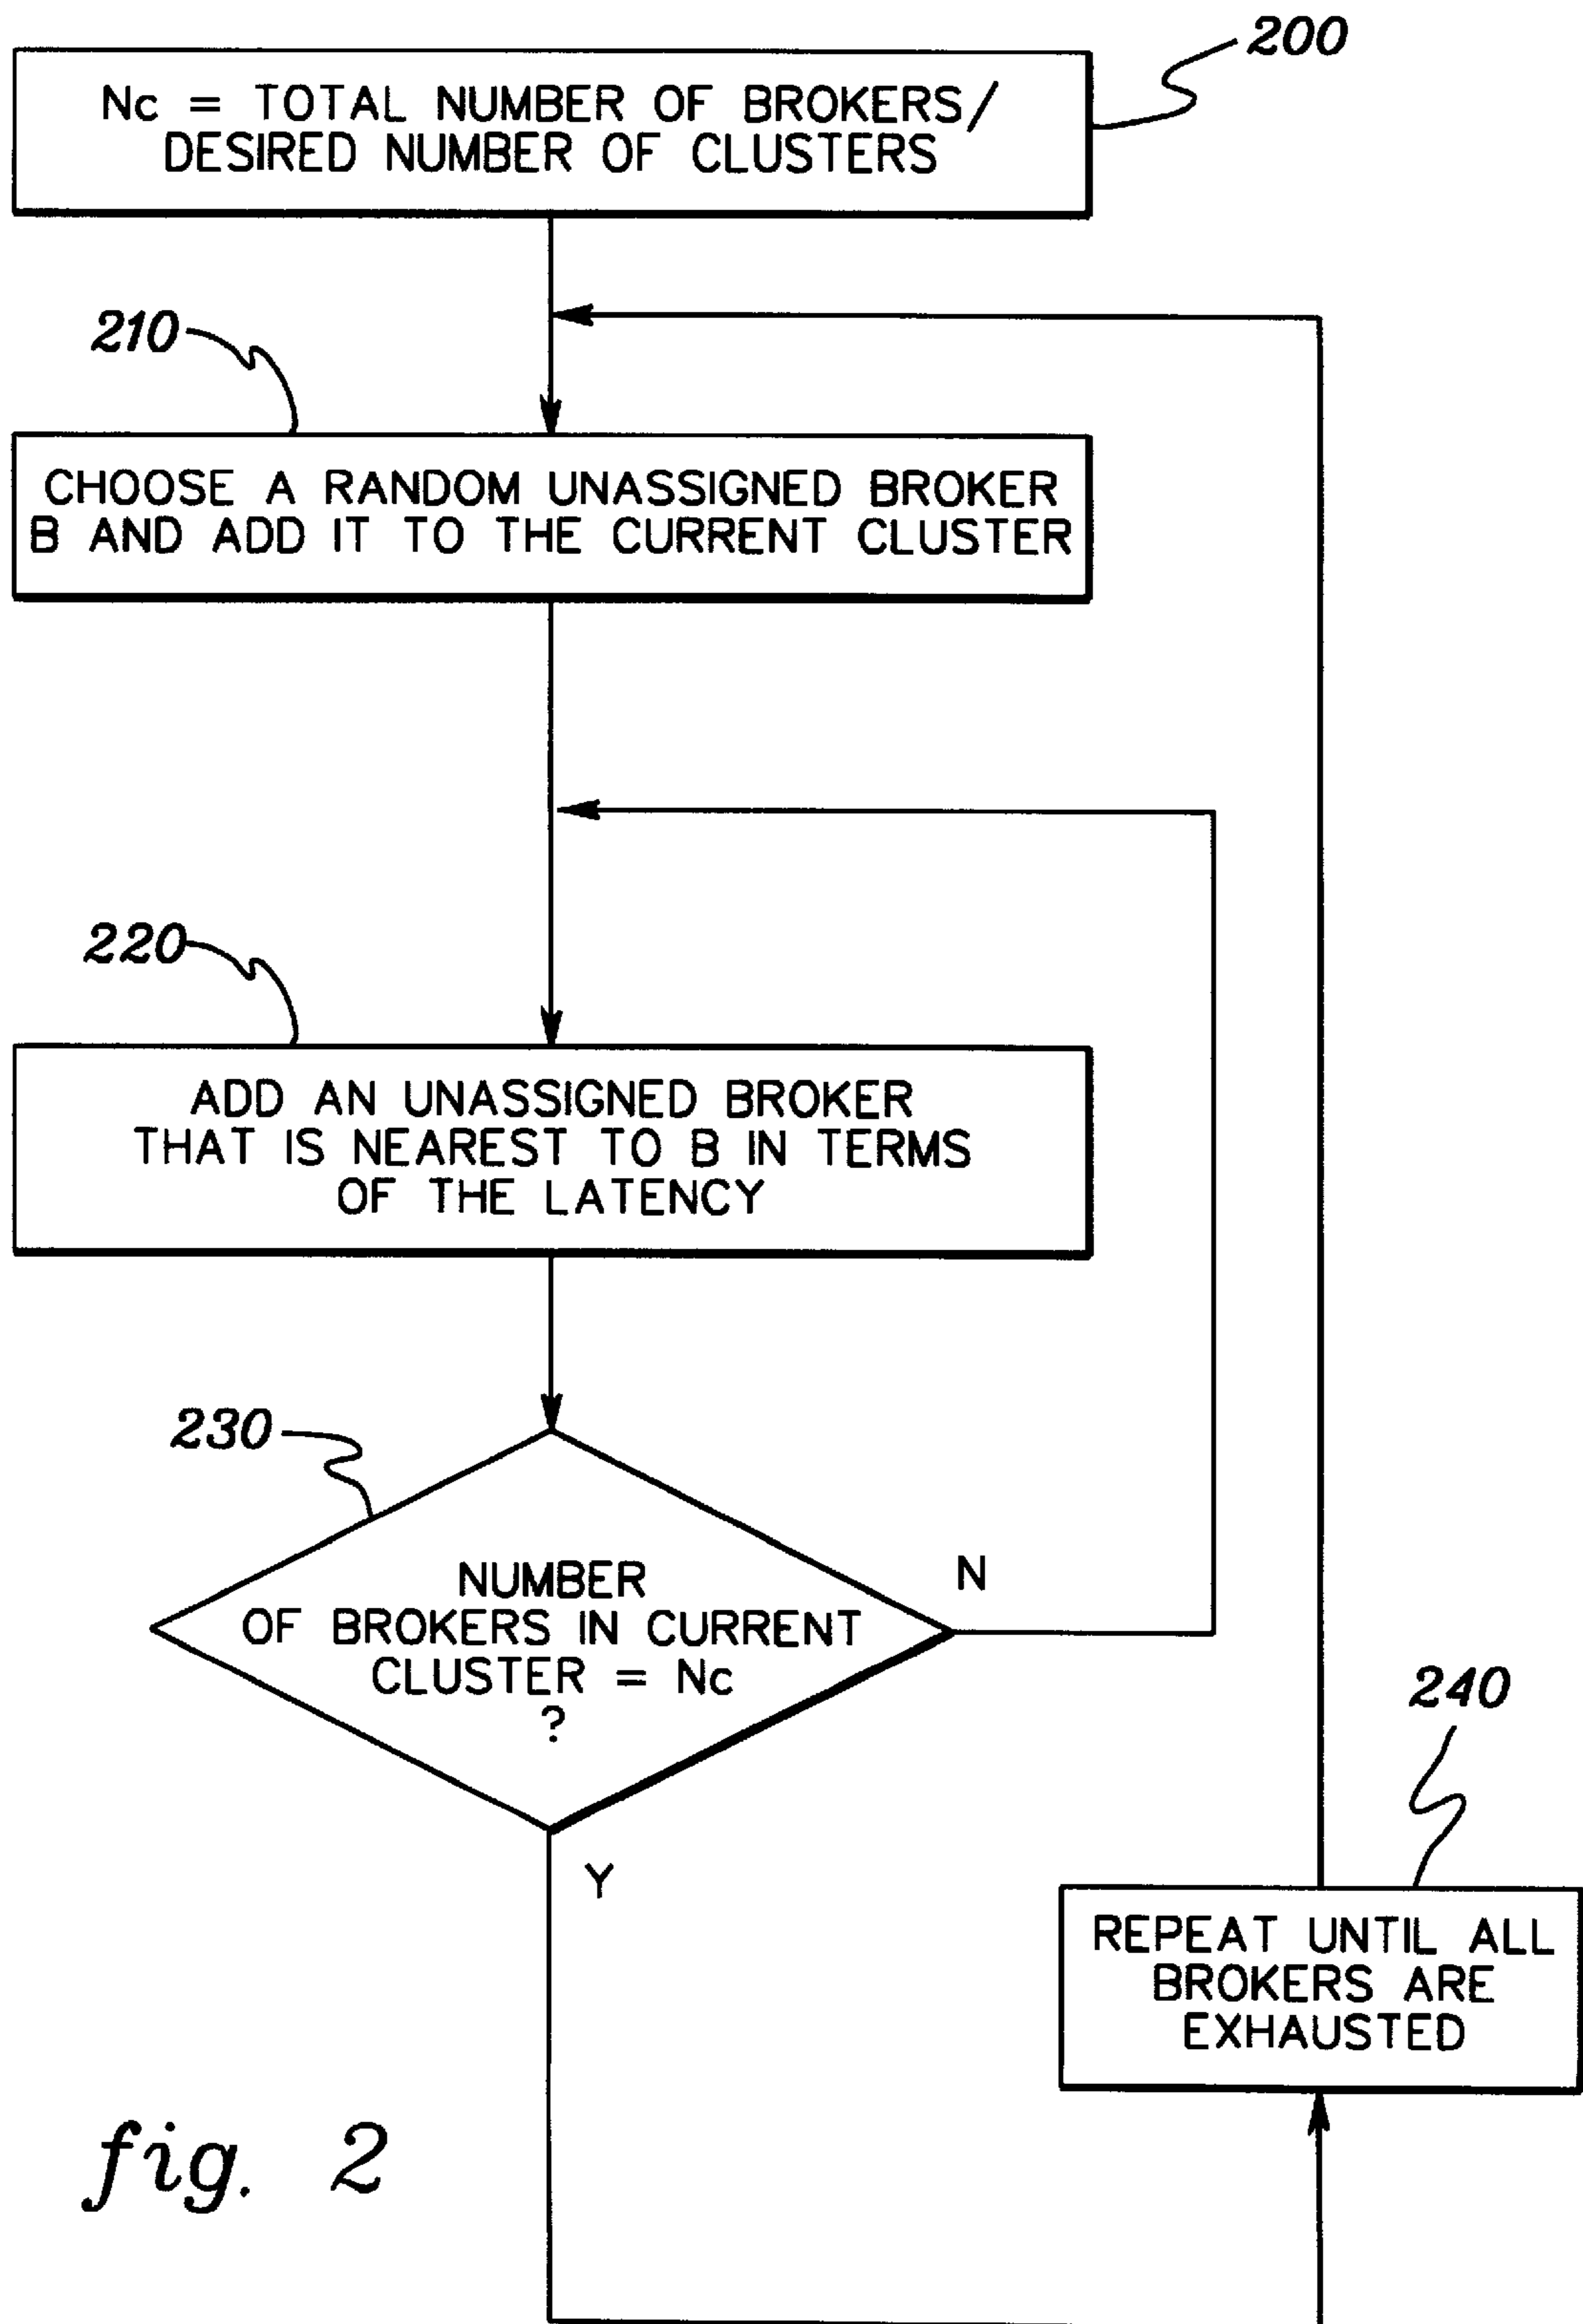 200
Nc = TOTAL NUMBER OF BROKERS/
DESIRED NUMBER OF CLUSTERS
210
CHOOSE A RANDOM UNASSIGNED BROKER
B AND ADD IT TO THE CURRENT CLUSTER
220
ADD AN UNASSIGNED BROKER
THAT IS NEAREST TO B IN TERMS
OF THE LATENCY
230
NUMBER
OF BROKERS IN CURRENT
CLUSTER = Nc
?
N
Y
240
REPEAT UNTIL ALL
BROKERS ARE
EXHAUSTED
fig. 2